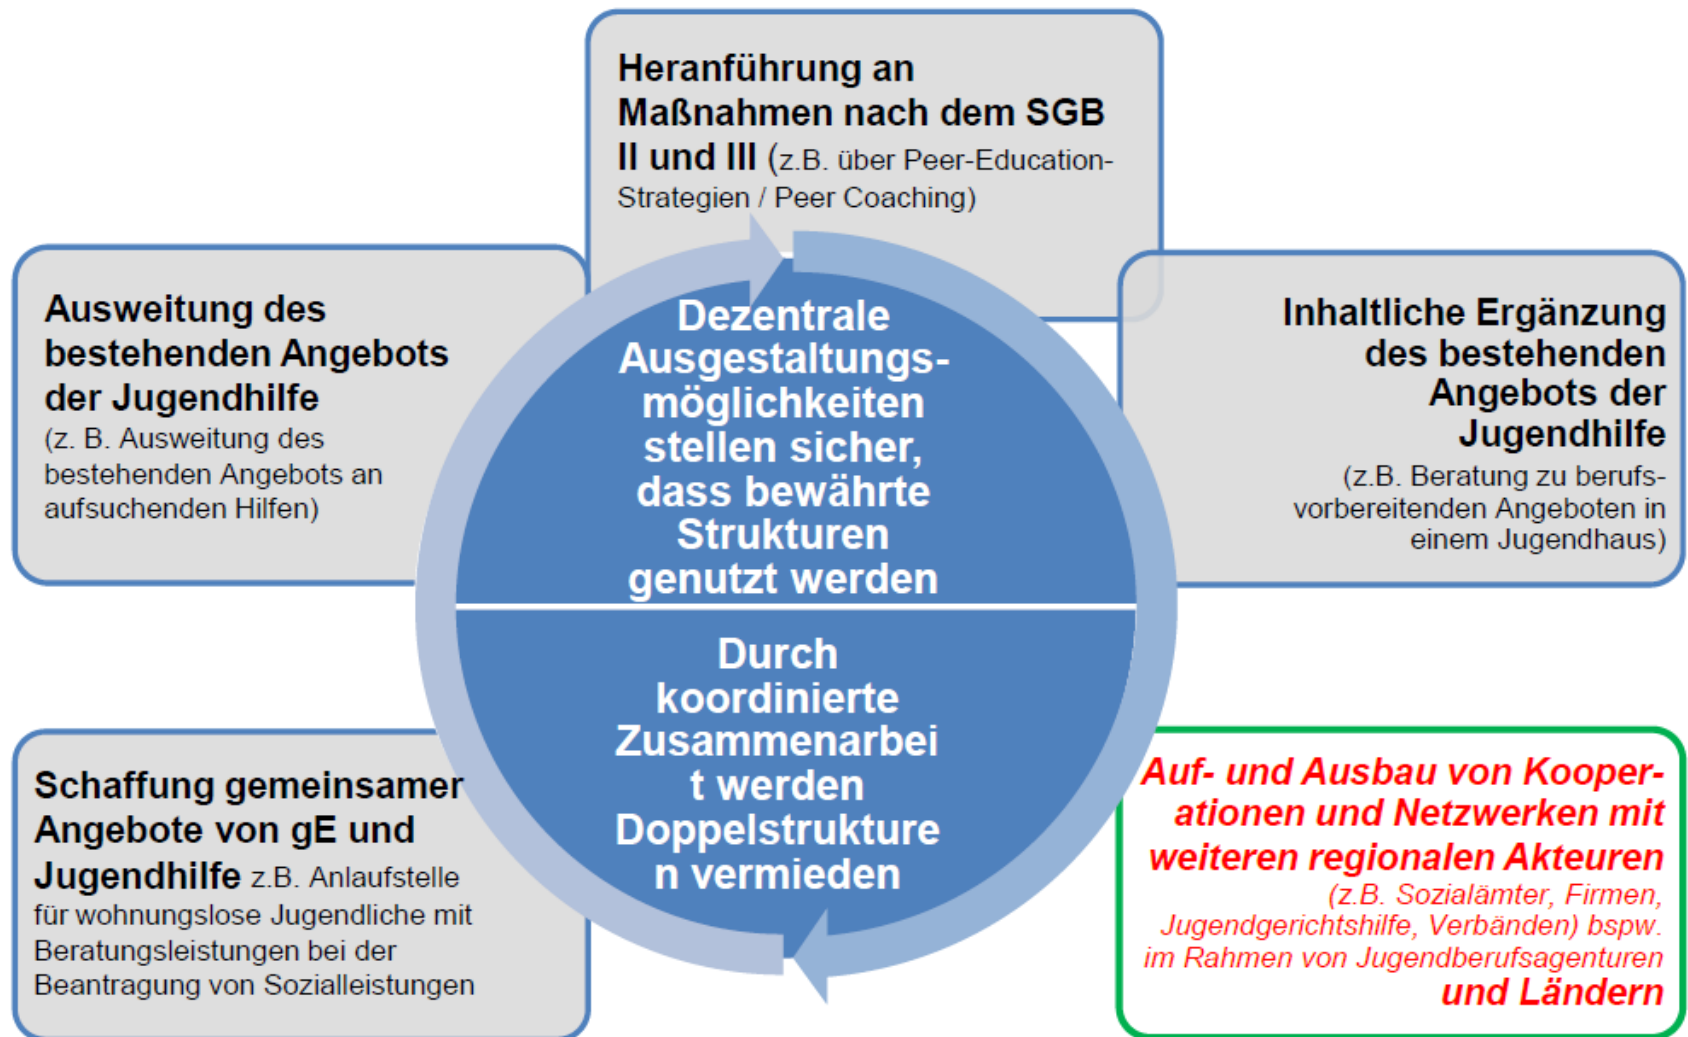 Heranführung an
Maßnahmen nach dem SGB
II und III (z.B. über Peer-Education-
Strategien / Peer Coaching)
Ausweitung des
bestehenden Angebots
der Jugendhilfe
(z. B. Ausweitung des
bestehenden Angebots an
aufsuchenden Hilfen)
Dezentrale
Ausgestaltungs-
möglichkeiten
stellen sicher,
dass bewährte
Strukturen
genutzt werden
Inhaltliche Ergänzung
des bestehenden
Angebots der
Jugendhilfe
(z.B. Beratung zu berufs-
vorbereitenden Angeboten in
einem Jugendhaus)
Durch
koordinierte
Zusammenarbei
t werden
Doppelstrukture
n vermieden
Schaffung gemeinsamer
Angebote von gE und
Jugendhilfe z.B. Anlaufstelle
für wohnungslose Jugendliche mit
Beratungsleistungen bei der
Beantragung von Sozialleistungen
Auf- und Ausbau von Kooper-
ationen und Netzwerken mit
weiteren regionalen Akteuren
(z.B. Sozialämter, Firmen,
Jugendgerichtshilfe, Verbänden) bspw.
im Rahmen von Jugendberufsagenturen
und Ländern